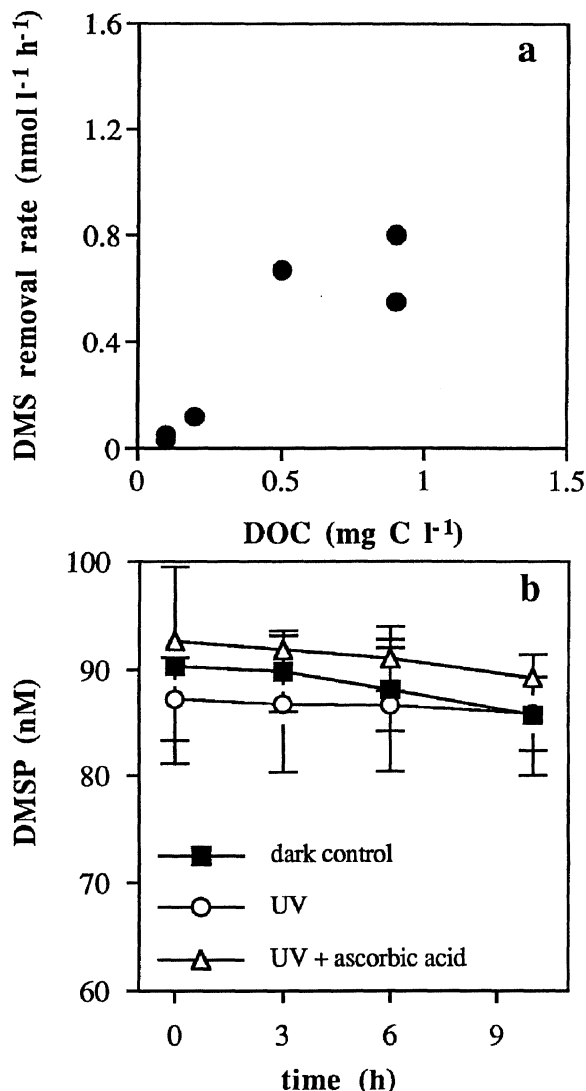 a
DMS removal rate (nmol l⁻¹ h⁻¹)
1.6
1.2
0.8
0.4
0
0 0.5 1 1.5
DOC (mg C l⁻¹)
b
DMSP (nM)
100
90
80
70
60
dark control
UV
UV + ascorbic acid
0 3 6 9
time (h)